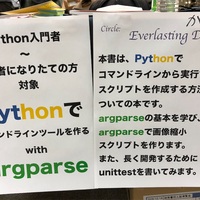 ython入門者
～
者になりたての方
対象
ythonで
ンドラインツールを作る
with
argparse
Circle:
Everlasting D
本書は、Pythonで
コマンドラインから実行
スクリプトを作成する方法
ついての本です。
argparseの基本を学び、
argparseで画像縮小
スクリプトを作ります。
また、長く開発するために
unittestを書いてみます。